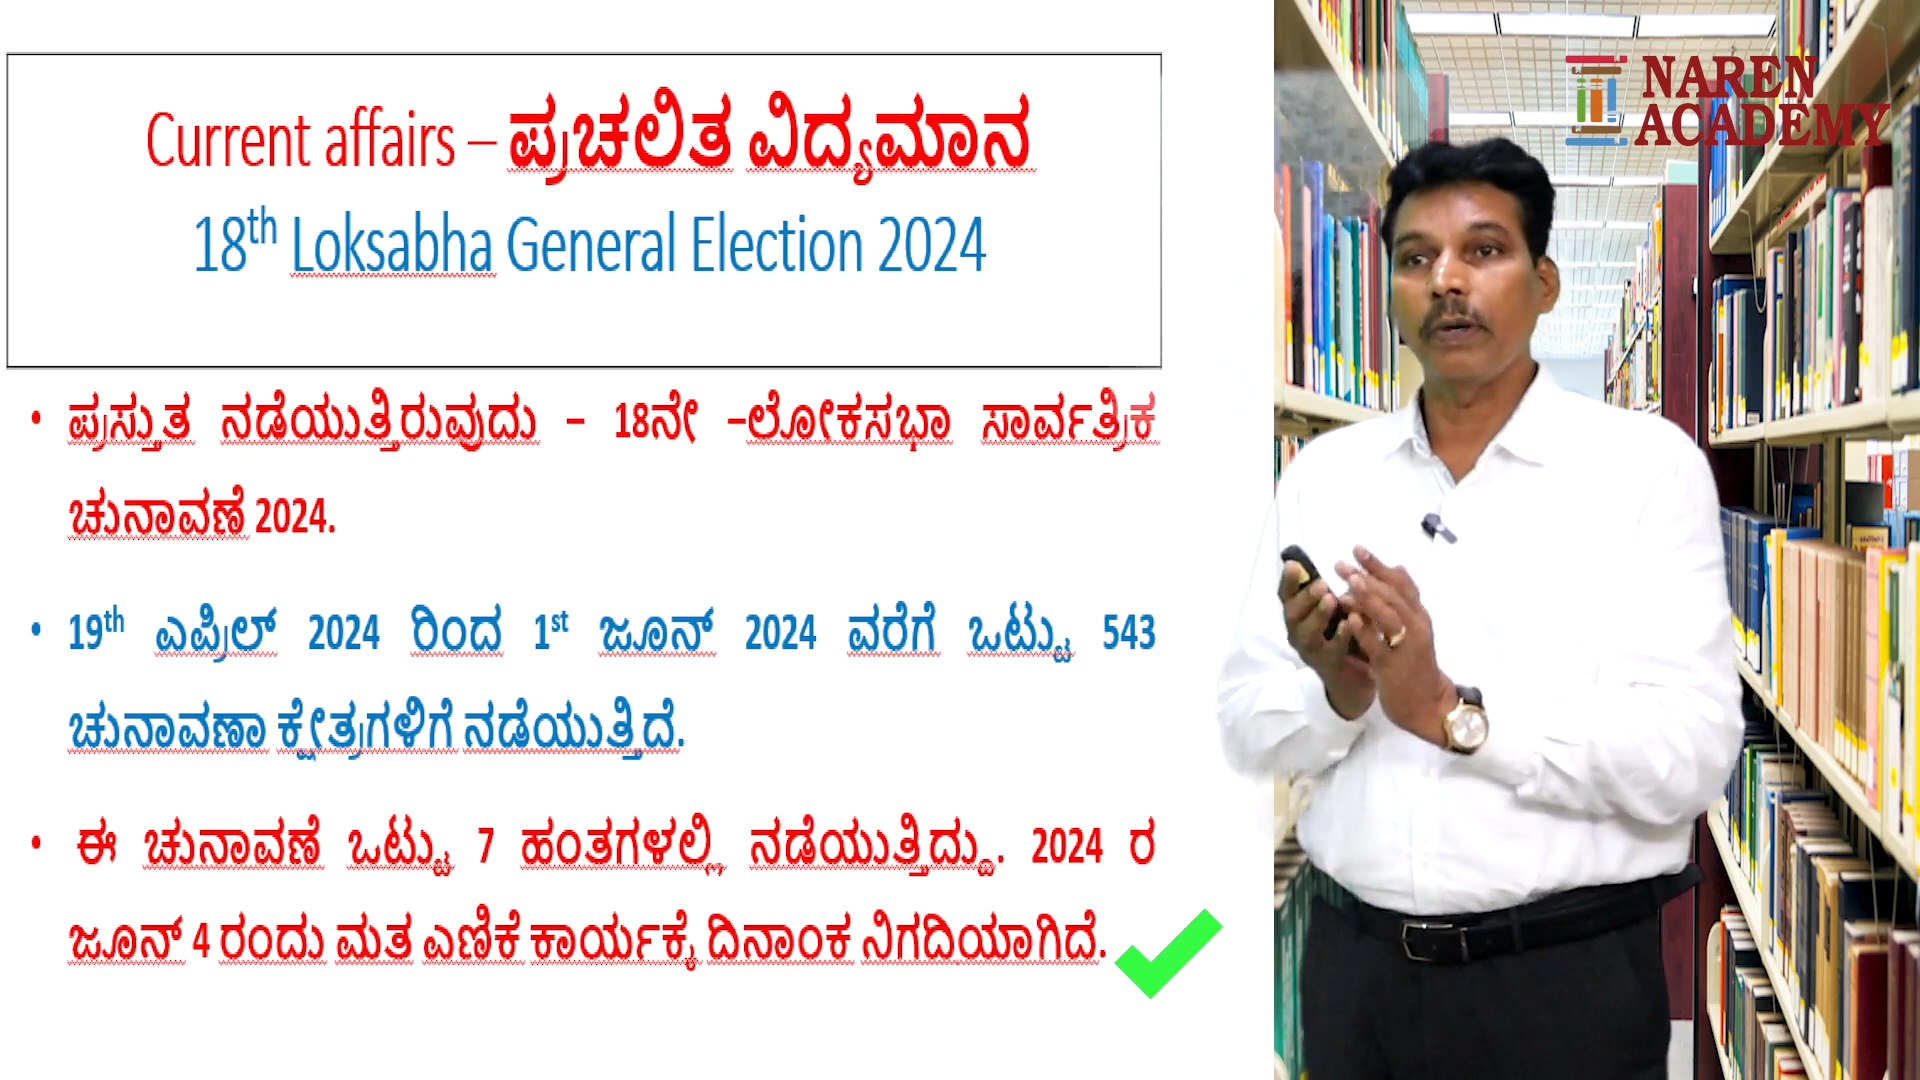 NAREN
ACADEMY
Current affairs – ಪ್ರಚಲಿತ ವಿದ್ಯಮಾನ
18th Loksabha General Election 2024
• ಪ್ರಸ್ತುತ ನಡೆಯುತ್ತಿರುವುದು – 18ನೇ –ಲೋಕಸಭಾ ಸಾರ್ವತ್ರಿಕ
ಚುನಾವಣೆ 2024.
• 19th ಎಪ್ರಿಲ್ 2024 ರಿಂದ 1st ಜೂನ್ 2024 ವರೆಗೆ ಒಟ್ಟು 543
ಚುನಾವಣಾ ಕ್ಷೇತ್ರಗಳಿಗೆ ನಡೆಯುತ್ತಿದೆ.
• ಈ ಚುನಾವಣೆ ಒಟ್ಟು 7 ಹಂತಗಳಲ್ಲಿ ನಡೆಯುತ್ತಿದ್ದು. 2024 ರ
ಜೂನ್ 4 ರಂದು ಮತ ಎಣಿಕೆ ಕಾರ್ಯಕ್ಕೆ ದಿನಾಂಕ ನಿಗದಿಯಾಗಿದೆ.